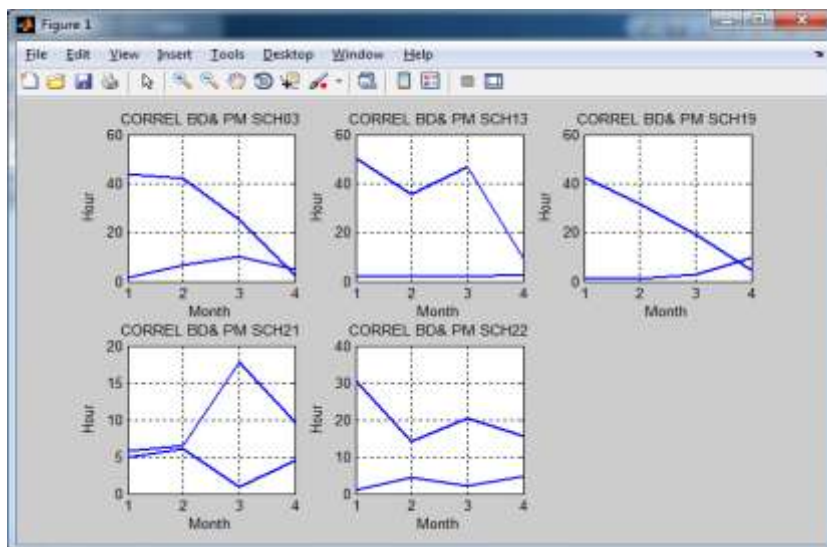 Figure 1
File Edit View Insert Tools Desktop Window Help
CORREL BD& PM SCH03
60
40
20
0
Hour
1 2 3 4
Month
CORREL BD& PM SCH13
60
40
20
0
Hour
1 2 3 4
Month
CORREL BD& PM SCH19
60
40
20
0
Hour
1 2 3 4
Month
CORREL BD& PM SCH21
20
15
10
5
0
Hour
1 2 3 4
Month
CORREL BD& PM SCH22
40
30
20
10
0
Hour
1 2 3 4
Month